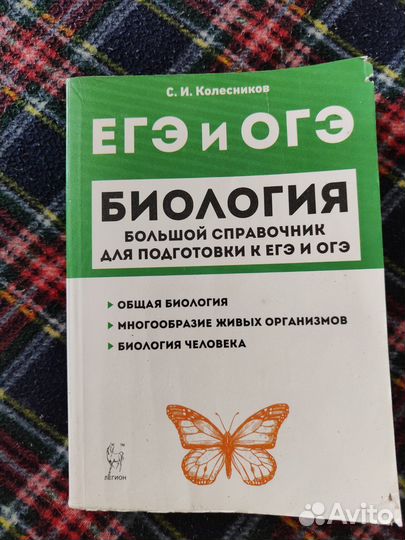 С. И. Колесников
ЕГЭ и ОГЭ
БИОЛОГИЯ
БОЛЬШОЙ СПРАВОЧНИК
ДЛЯ ПОДГОТОВКИ К ЕГЭ И ОГЭ
ОБЩАЯ БИОЛОГИЯ
МНОГООБРАЗИЕ ЖИВЫХ ОРГАНИЗМОВ
БИОЛОГИЯ ЧЕЛОВЕКА
TM
ЛЕГИОН
Avito